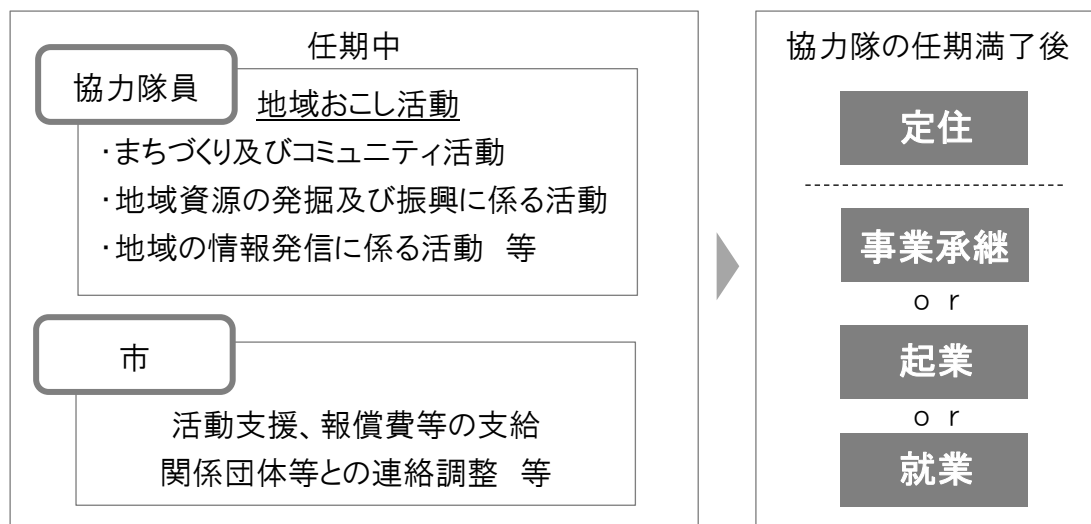 任期中
協力隊員
地域おこし活動
・まちづくり及びコミュニティ活動
・地域資源の発掘及び振興に係る活動
・地域の情報発信に係る活動　等
市
活動支援、報償費等の支給
関係団体等との連絡調整　等
協力隊の任期満了後
定住
事業承継
or
起業
or
就業